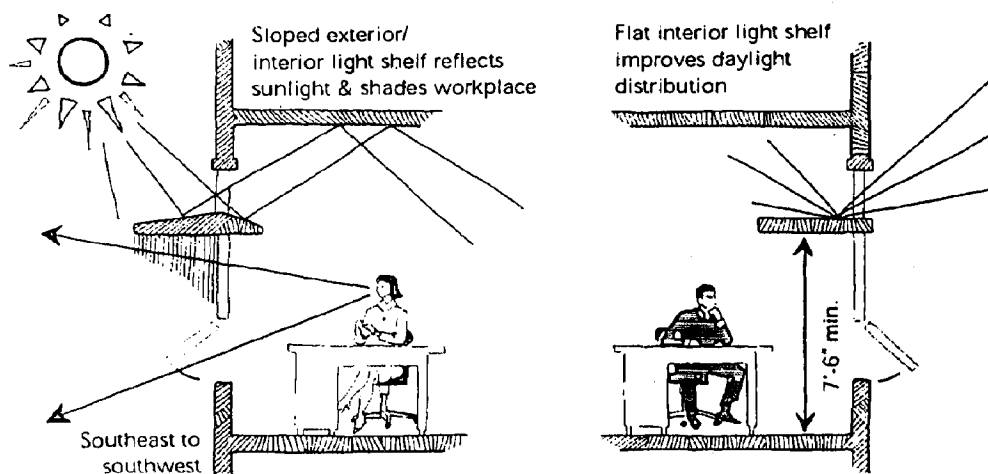 Sloped exterior/
interior light shelf reflects
sunlight & shades workplace
Flat interior light shelf
improves daylight
distribution
7'-6" min.
Southeast to
southwest